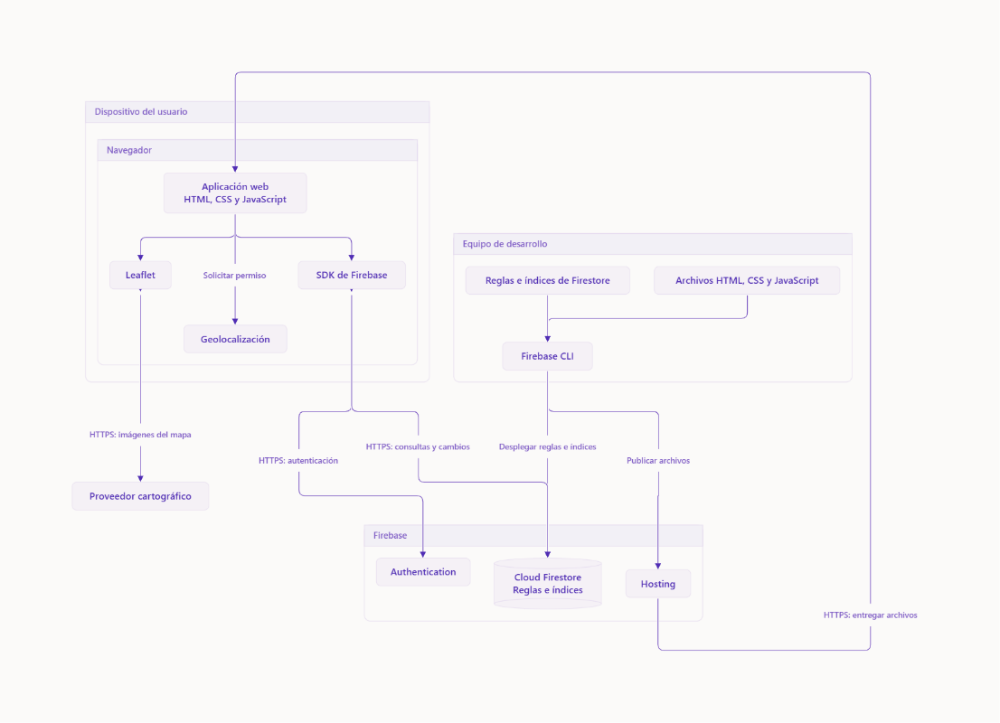 Dispositivo del usuario
Navegador
Aplicación web
HTML, CSS y JavaScript
Leaflet
Solicitar permiso
SDK de Firebase
Geolocalización
Equipo de desarrollo
Reglas e índices de Firestore
Archivos HTML, CSS y JavaScript
Firebase CLI
HTTPS: imágenes del mapa
HTTPS: autenticación
HTTPS: consultas y cambios
Desplegar reglas e índices
Publicar archivos
Proveedor cartográfico
Firebase
Authentication
Cloud Firestore
Reglas e índices
Hosting
HTTPS: entregar archivos